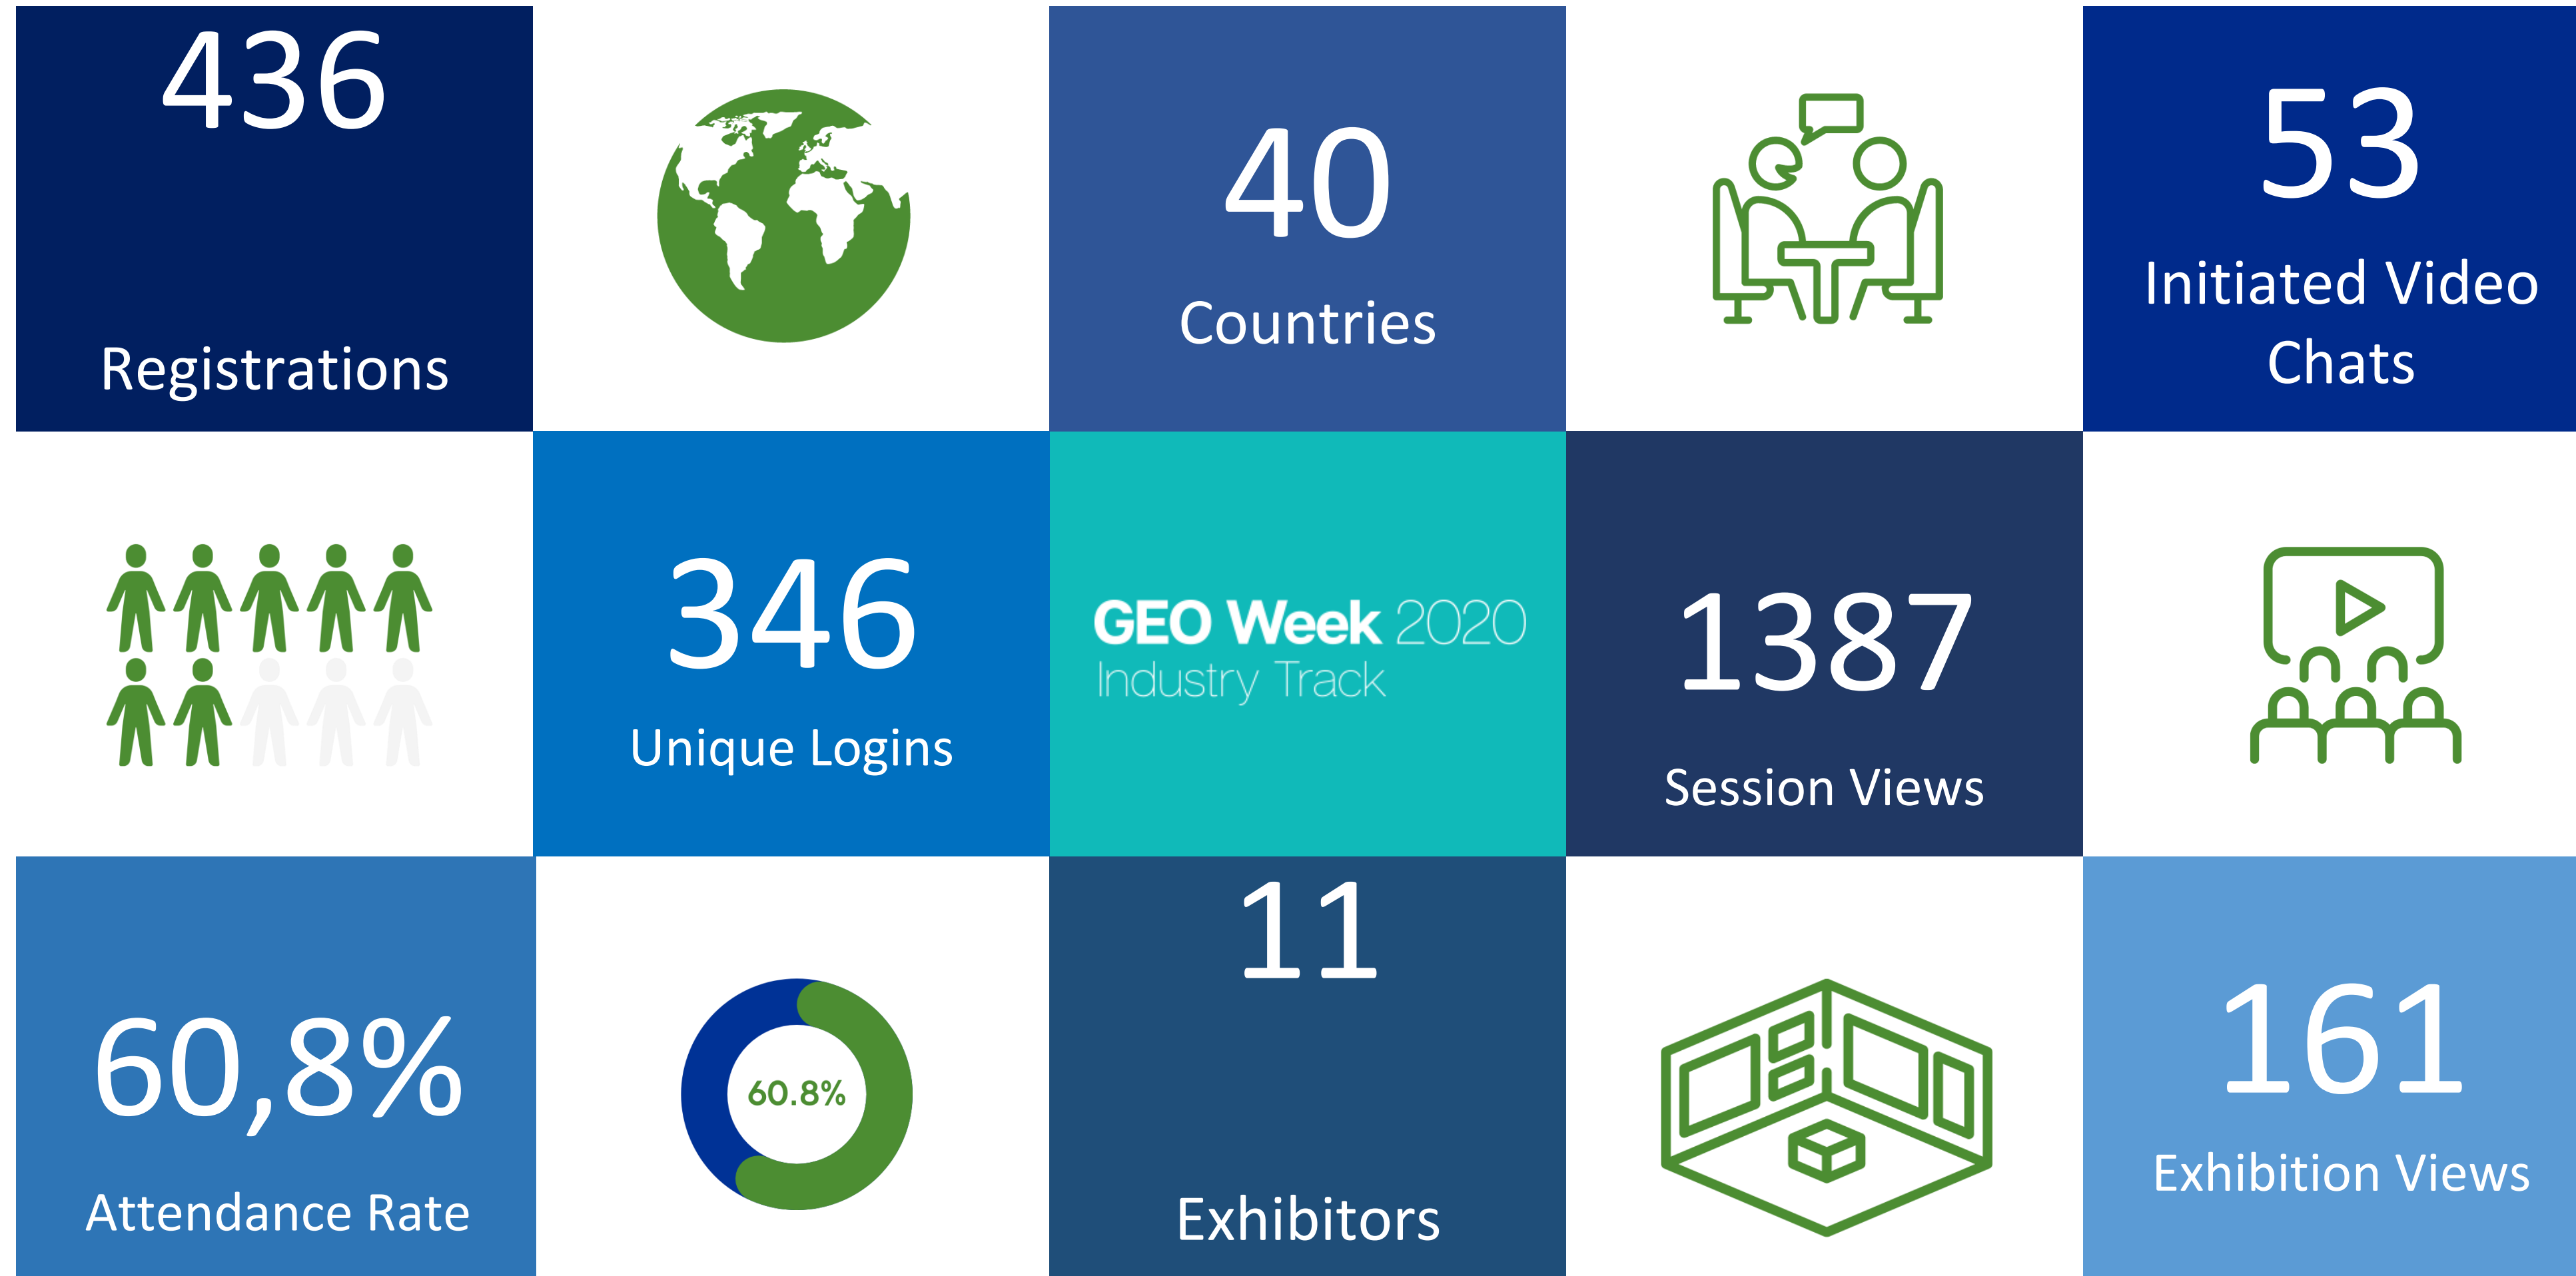 436
Registrations
40
Countries
53
Initiated Video
Chats
346
Unique Logins
GEO Week 2020
Industry Track
1387
Session Views
60,8%
Attendance Rate
60.8%
11
Exhibitors
161
Exhibition Views